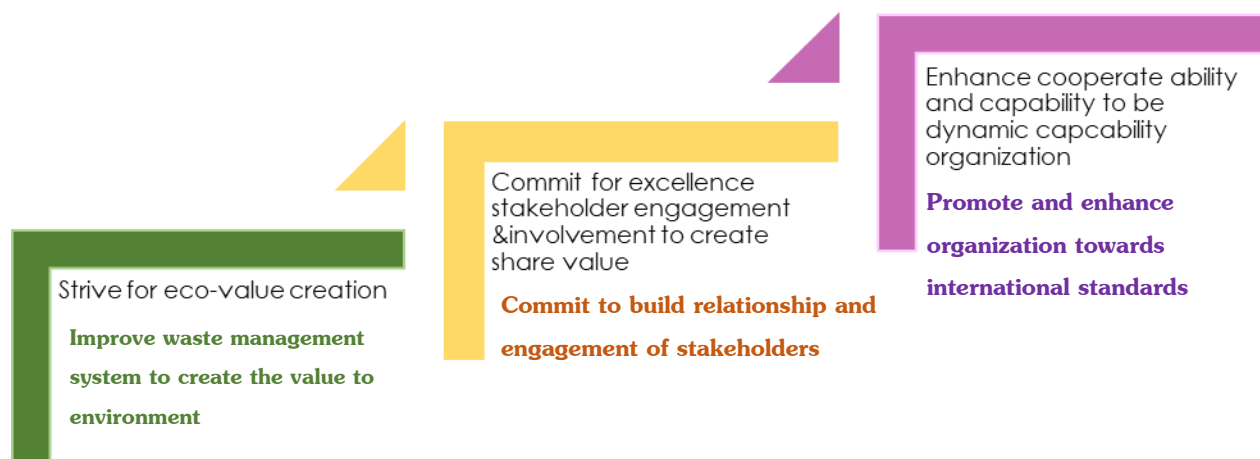 Strive for eco-value creation
Improve waste management
system to create the value to
environment
Commit for excellence
stakeholder engagement
&involvement to create
share value
Commit to build relationship and
engagement of stakeholders
Enhance cooperate ability
and capability to be
dynamic capcability
organization
Promote and enhance
organization towards
international standards